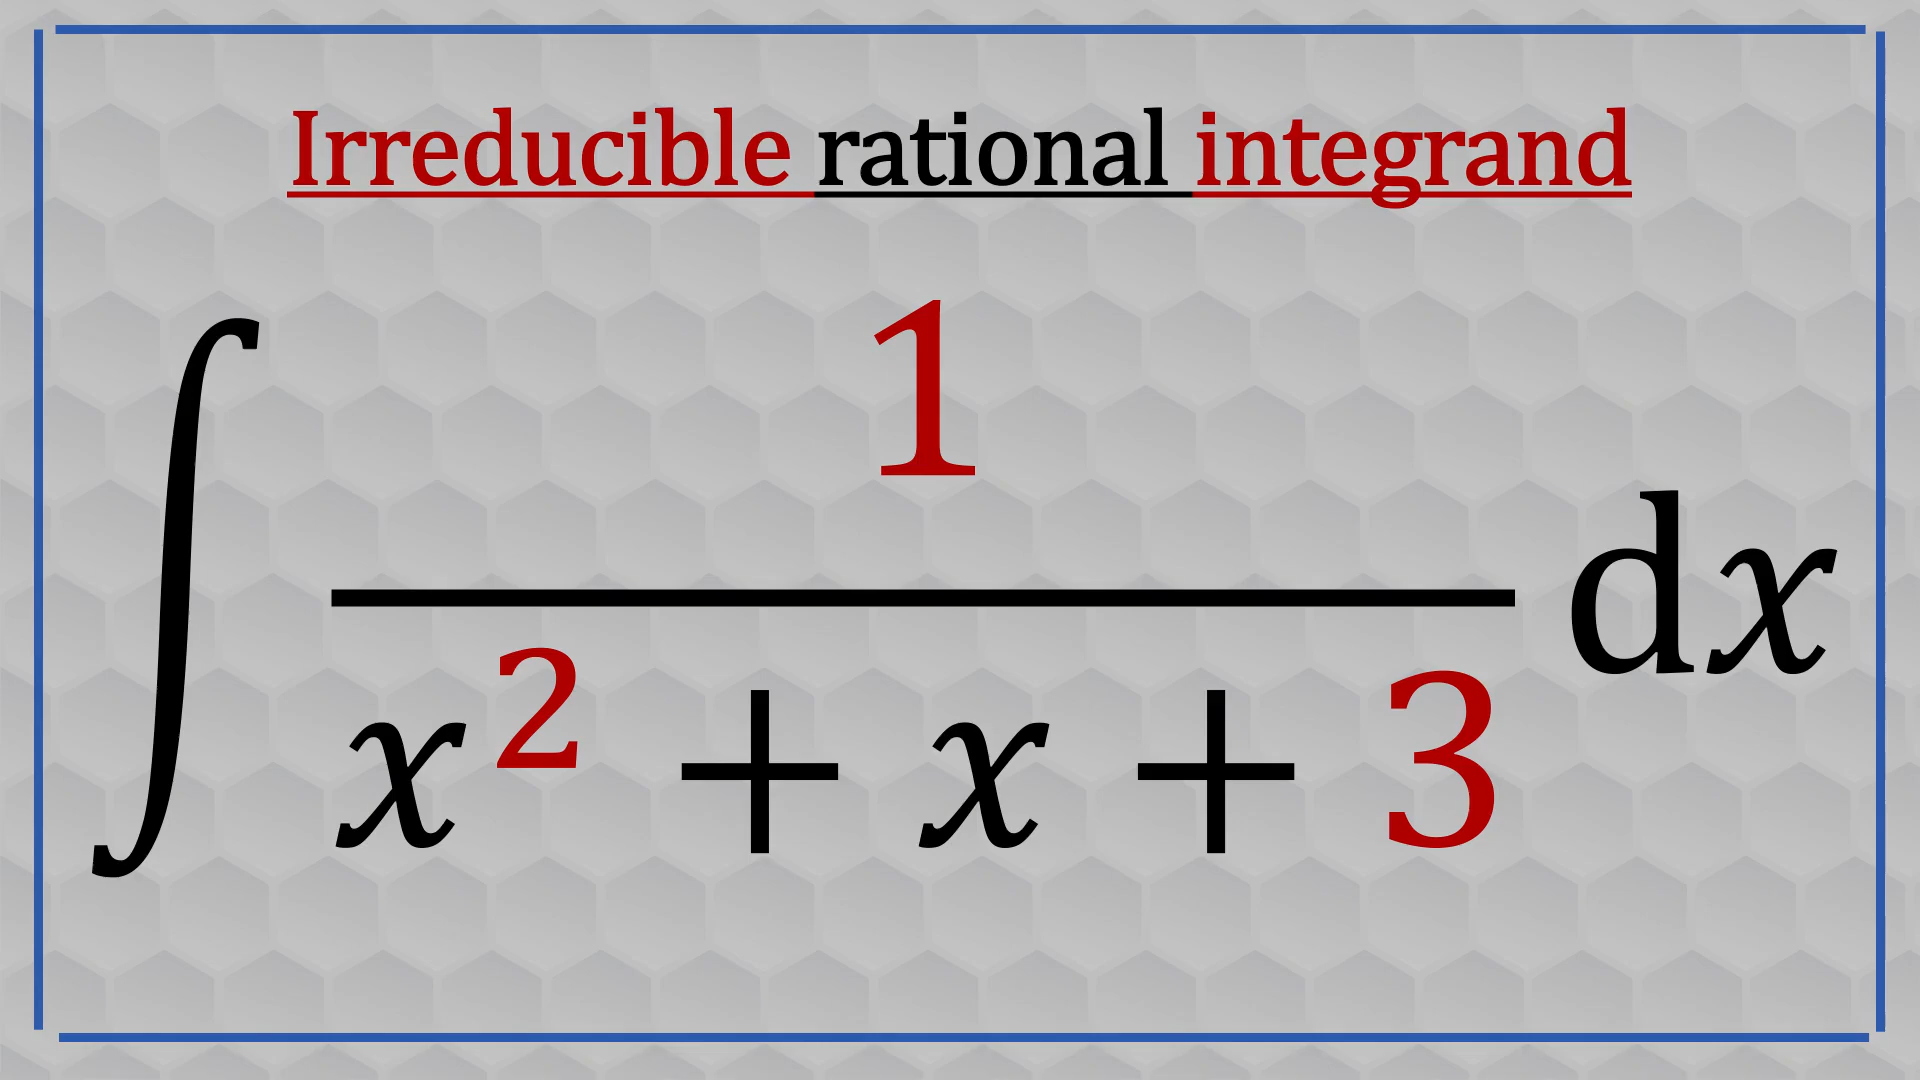 Irreducible rational integrand
∫ 1/(x² + x + 3) dx